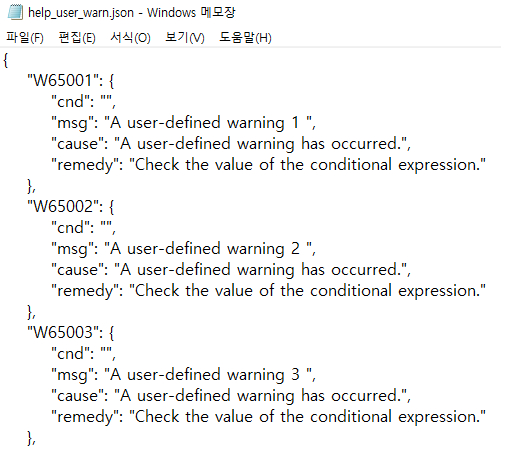 help_user_warn.json - Windows 메모장
파일(F) 편집(E) 서식(O) 보기(V) 도움말(H)
{
"W65001": {
"cnd": "",
"msg": "A user-defined warning 1 ",
"cause": "A user-defined warning has occurred.",
"remedy": "Check the value of the conditional expression."
},
"W65002": {
"cnd": "",
"msg": "A user-defined warning 2 ",
"cause": "A user-defined warning has occurred.",
"remedy": "Check the value of the conditional expression."
},
"W65003": {
"cnd": "",
"msg": "A user-defined warning 3 ",
"cause": "A user-defined warning has occurred.",
"remedy": "Check the value of the conditional expression."
},